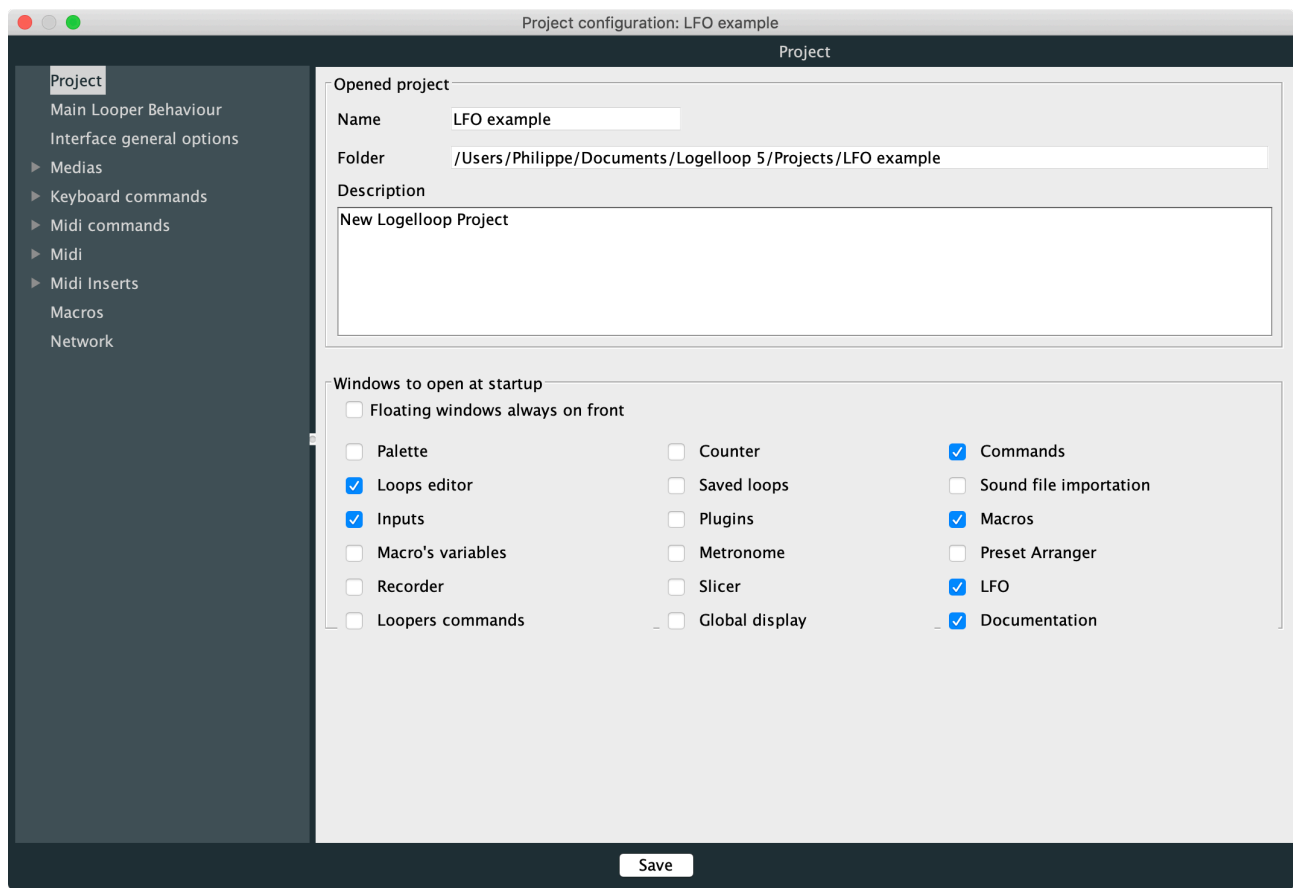 Project configuration: LFO example
Project
Project
Main Looper Behaviour
Interface general options
Medias
Keyboard commands
Midi commands
Midi
Midi Inserts
Macros
Network
Opened project
Name LFO example
Folder /Users/Philippe/Documents/Logelloop 5/Projects/LFO example
Description
New Logelloop Project
Windows to open at startup
Floating windows always on front
Palette Counter Commands
Loops editor Saved loops Sound file importation
Inputs Plugins Macros
Macro's variables Metronome Preset Arranger
Recorder Slicer LFO
Loopers commands Global display Documentation
Save